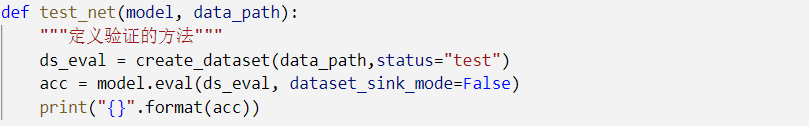 def test_net(model, data_path):
    """定义验证的方法"""
    ds_eval = create_dataset(data_path,status="test")
    acc = model.eval(ds_eval, dataset_sink_mode=False)
    print("{}".format(acc))